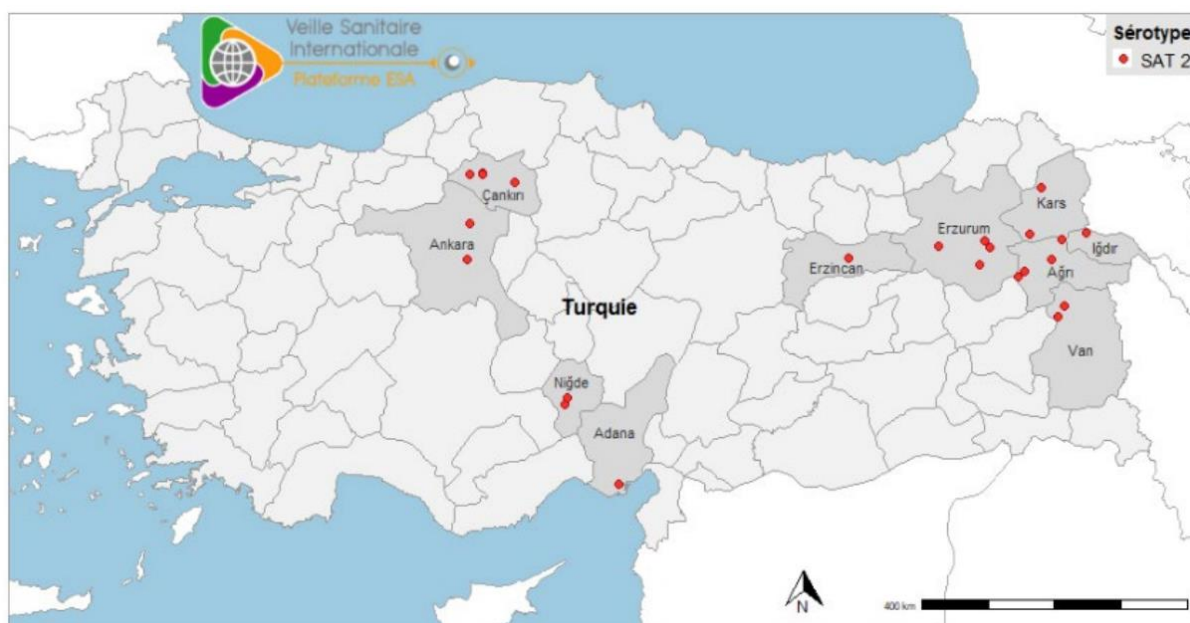 Veille Sanitaire
Internationale
Plateforme ESA
Sérotype
SAT 2
Çankırı
Ankara
Kars
Erzurum
Iğdır
Erzincan
Ağrı
Turquie
Van
Niğde
Adana
N
400 km